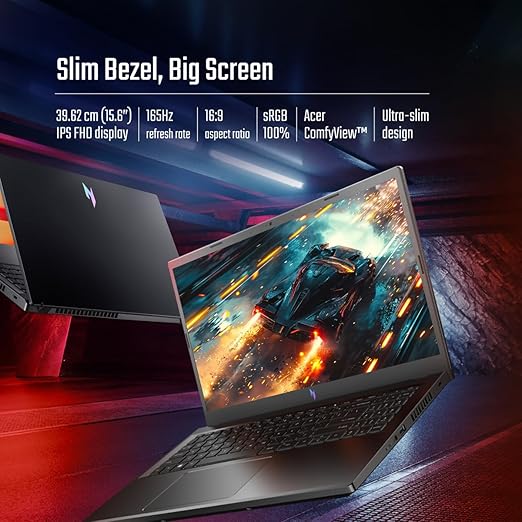 Slim Bezel, Big Screen
39.62 cm (15.6") IPS FHD display
165Hz refresh rate
16:9 aspect ratio
sRGB 100%
Acer ComfyView™
Ultra-slim design